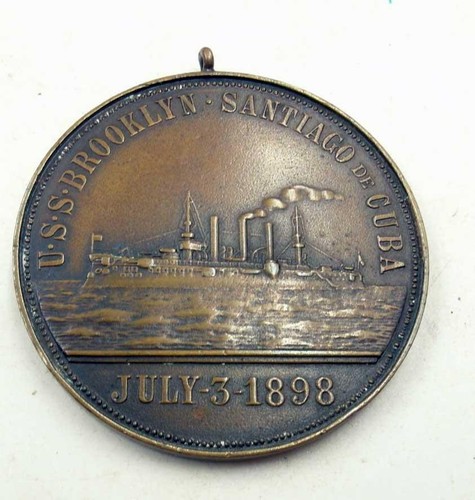 U·S·S·BROOKLYN·SANTIAGO DE CUBA
JULY-3-1898